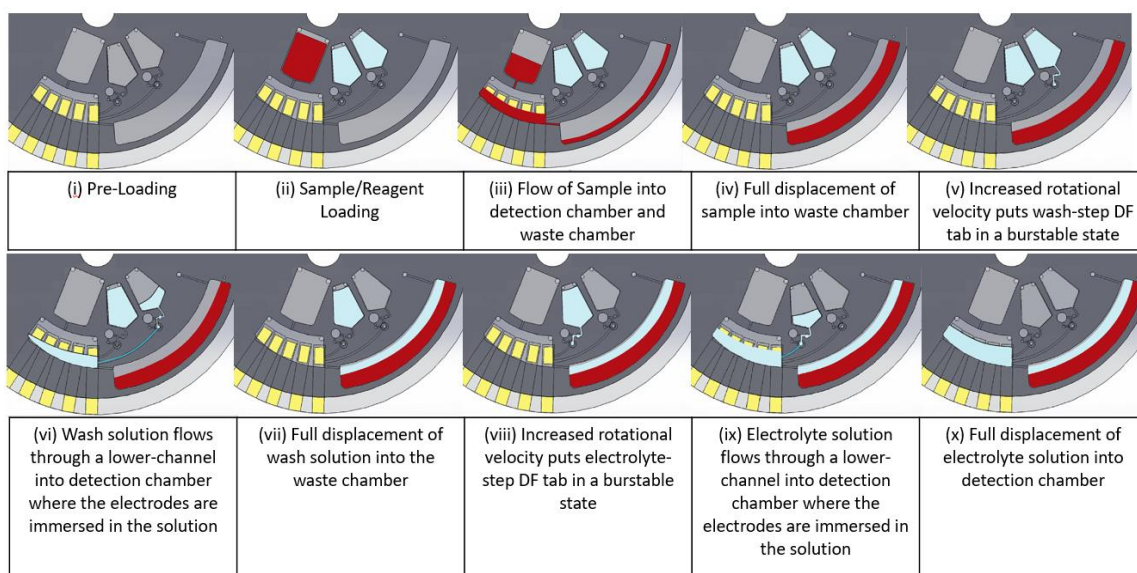 (i) Pre-Loading
(ii) Sample/Reagent
Loading
(iii) Flow of Sample into
detection chamber and
waste chamber
(iv) Full displacement of
sample into waste chamber
(v) Increased rotational
velocity puts wash-step DF
tab in a burstable state
(vi) Wash solution flows
through a lower-channel
into detection chamber
where the electrodes are
immersed in the solution
(vii) Full displacement of
wash solution into the
waste chamber
(viii) Increased rotational
velocity puts electrolyte-
step DF tab in a burstable
state
(ix) Electrolyte solution
flows through a lower-
channel into detection
chamber where the
electrodes are immersed in
the solution
(x) Full displacement of
electrolyte solution into
detection chamber